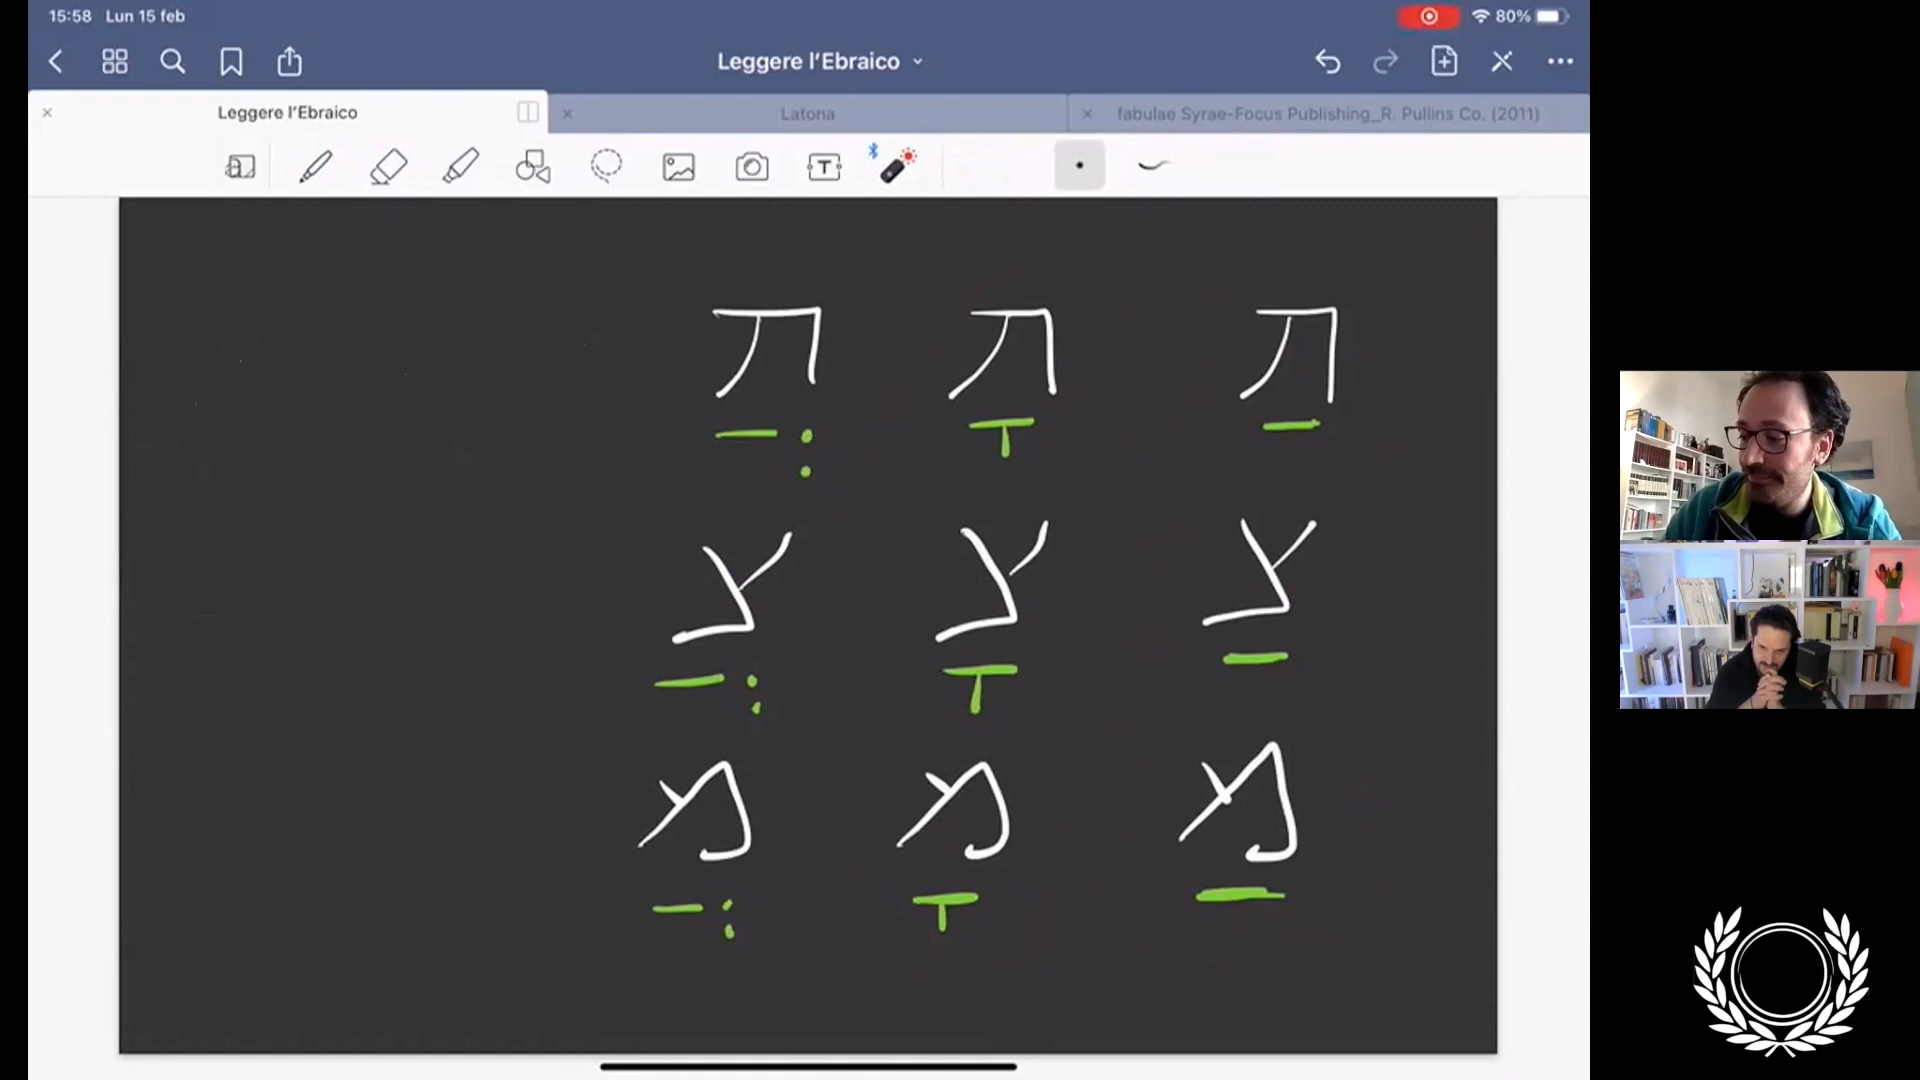 15:58 Lun 15 feb
80%
Leggere l'Ebraico
Leggere l'Ebraico
Latona
fabulae Syrae-Focus Publishing_R. Pullins Co. (2011)
הַ הָ הֲ
צַ צָ צֲ
מַ מָ מֲ